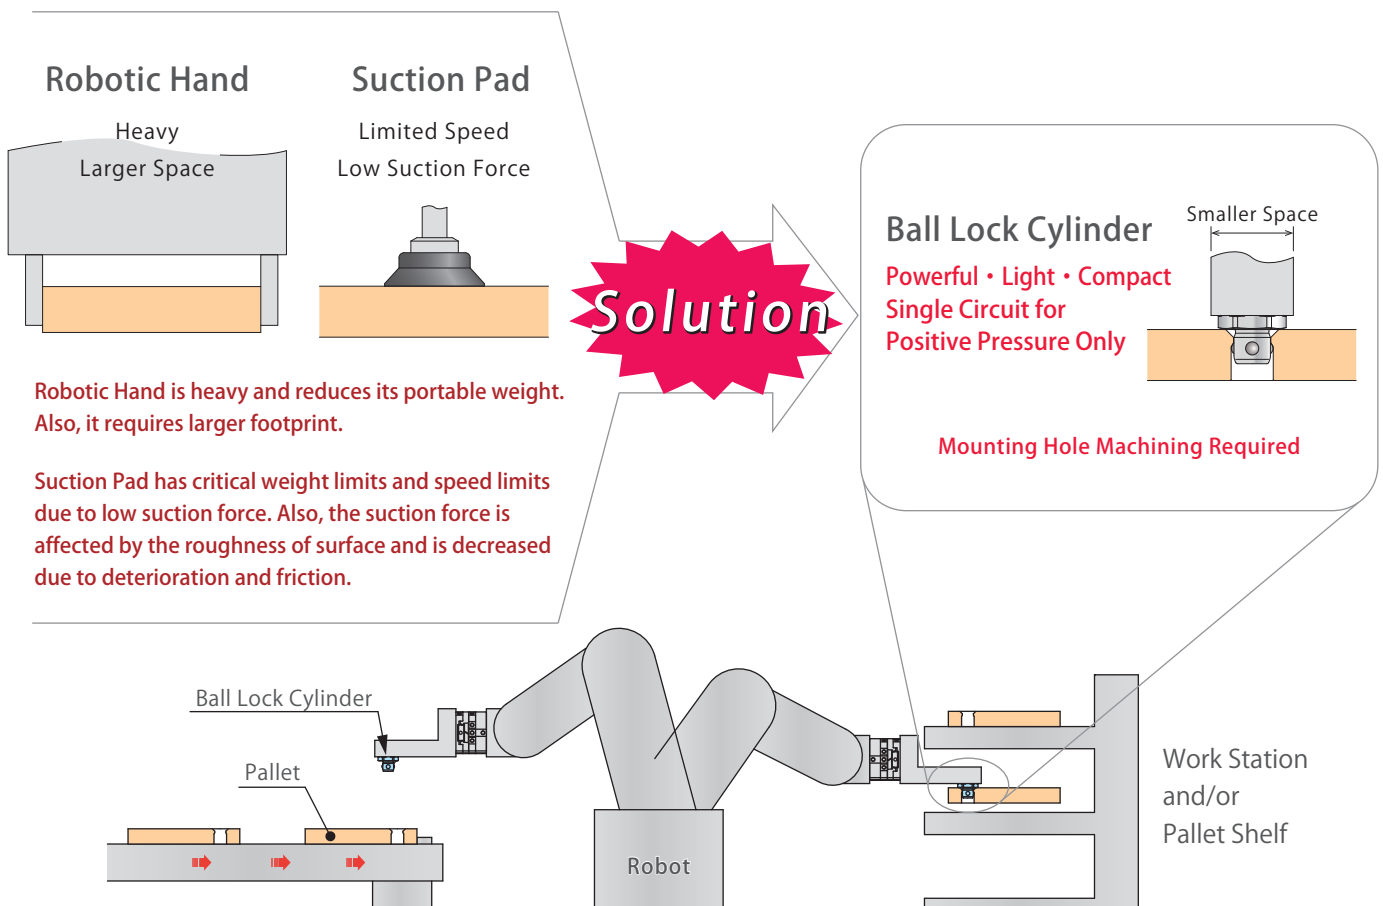 Robotic Hand
Heavy
Larger Space
Suction Pad
Limited Speed
Low Suction Force
Robotic Hand is heavy and reduces its portable weight.
Also, it requires larger footprint.
Suction Pad has critical weight limits and speed limits
due to low suction force. Also, the suction force is
affected by the roughness of surface and is decreased
due to deterioration and friction.
Solution
Ball Lock Cylinder
Powerful・Light・Compact
Single Circuit for
Positive Pressure Only
Smaller Space
Mounting Hole Machining Required
Ball Lock Cylinder
Pallet
Robot
Work Station
and/or
Pallet Shelf